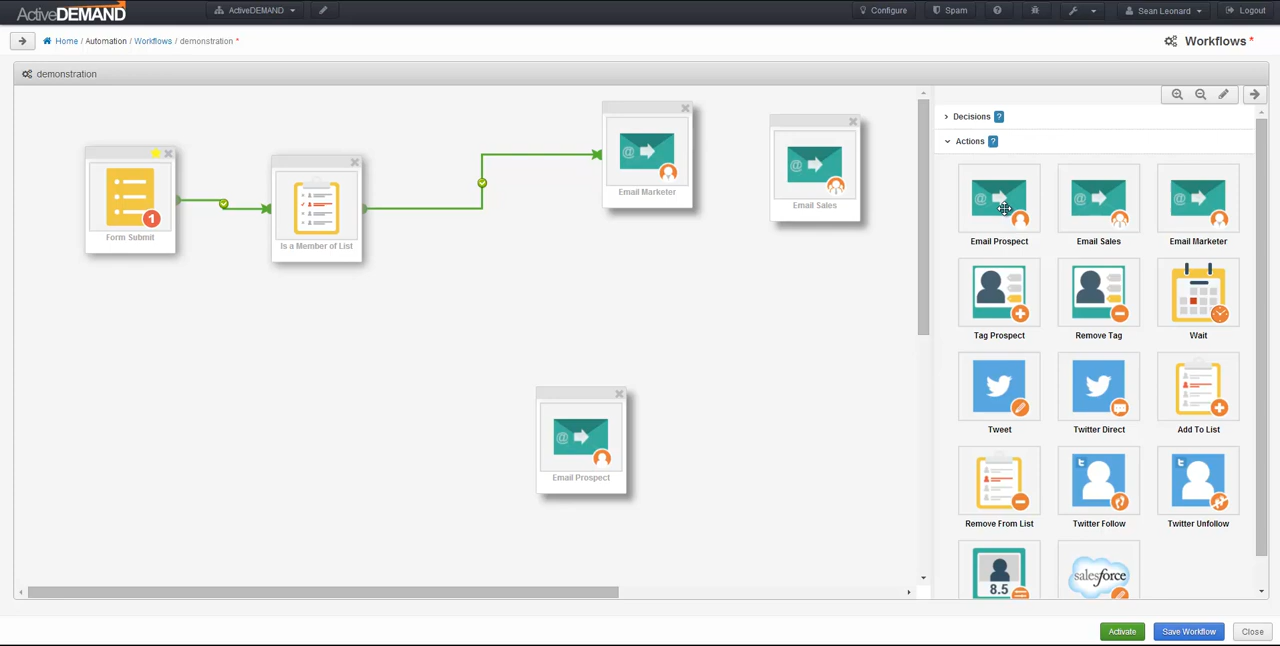 ActiveDEMAND
ActiveDEMAND
Configure
Spam
Sean Leonard
Logout
Home / Automation / Workflows / demonstration *
Workflows *
demonstration
Decisions ?
Actions ?
1
Form Submit
Is a Member of List
@
Email Marketer
@
Email Sales
@
Email Prospect
@
Email Prospect
@
Email Sales
@
Email Marketer
Tag Prospect
Remove Tag
Wait
Tweet
Twitter Direct
Add To List
Remove From List
Twitter Follow
Twitter Unfollow
8.5
salesforce
Activate
Save Workflow
Close